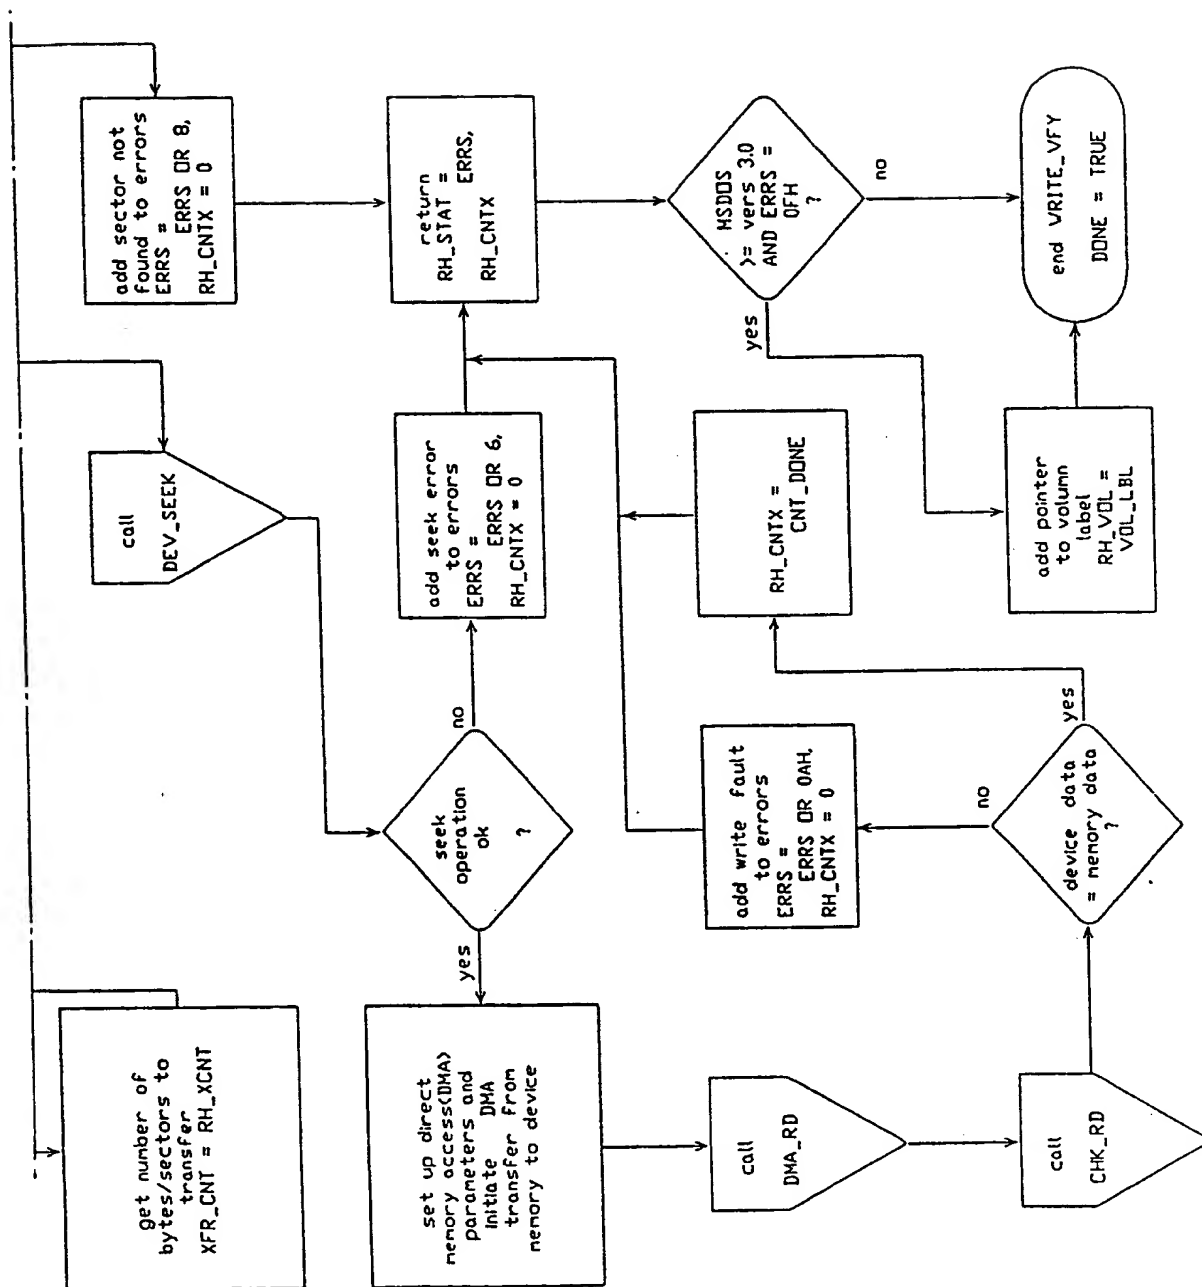 get number of
bytes/sectors to
transfer
XFR_CNT = RH_XCNT
call
DEV_SEEK
add sector not
found to errors
ERRS =
ERRS OR 8,
RH_CNTX = 0
set up direct
memory access(DMA)
parameters and
initiate DMA
transfer from
memory to device
yes
seek
operation
ok
?
no
add seek error
to errors
ERRS =
ERRS OR 6,
RH_CNTX = 0
return
RH_STAT =
ERRS,
RH_CNTX
call
DMA_RD
add write fault
to errors
ERRS =
ERRS OR 0AH,
RH_CNTX = 0
no
RH_CNTX =
CNT_DONE
yes
MSDOS
>= vers 3.0
AND ERRS =
0FH
?
no
call
CHK_RD
device data
= memory data
?
yes
add pointer
to volumn
label
RH_VOL =
VOL_LBL
end WRITE_VFY
DONE = TRUE